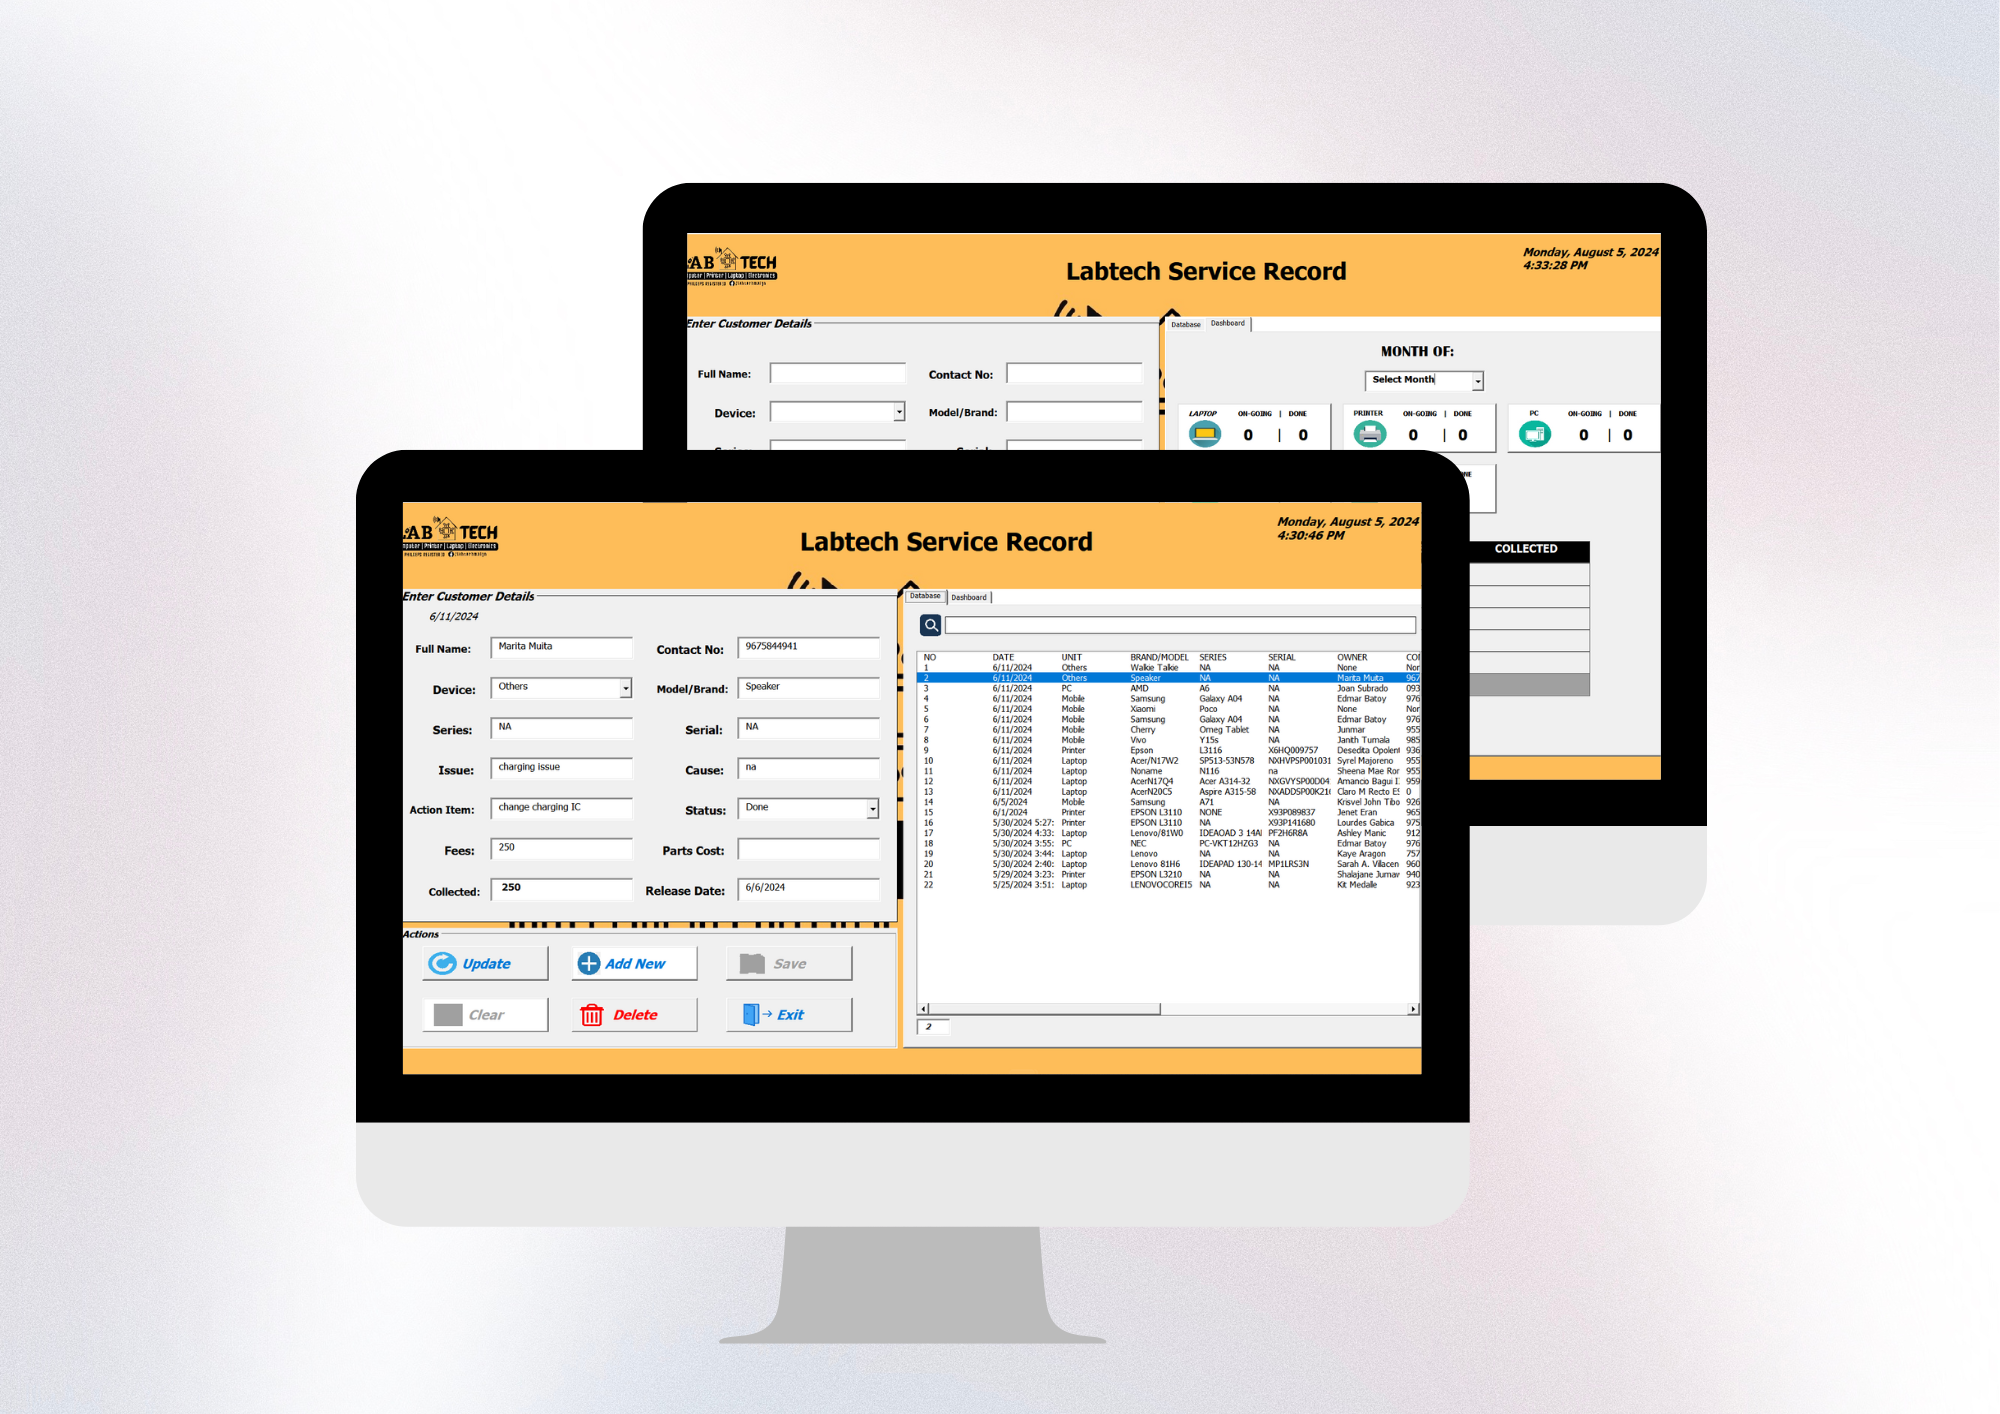 AB TECH
Computer | Printer | Laptop | Electronics
Labtech Service Record
Monday, August 5, 2024
4:33:28 PM
Enter Customer Details
Full Name:
Contact No:
Device:
Model/Brand:
Database
Dashboard
MONTH OF:
Select Month
LAPTOP ON-GOING | DONE
0 | 0
PRINTER ON-GOING | DONE
0 | 0
PC ON-GOING | DONE
0 | 0
COLLECTED
AB TECH
Computer | Printer | Laptop | Electronics
Labtech Service Record
Monday, August 5, 2024
4:30:46 PM
Enter Customer Details
6/11/2024
Full Name: Marita Muita
Contact No: 9675844941
Device: Others
Model/Brand: Speaker
Series: NA
Serial: NA
Issue: charging issue
Cause: na
Action Item: change charging IC
Status: Done
Fees: 250
Parts Cost:
Collected: 250
Release Date: 6/6/2024
Actions
Update
Add New
Save
Clear
Delete
Exit
Database
Dashboard
NO DATE UNIT BRAND/MODEL SERIES SERIAL OWNER
1 6/11/2024 Others Walkie Talkie NA NA None Nor
2 6/11/2024 Others Speaker NA NA Marita Muita 967
3 6/11/2024 PC AMD A6 NA Joan Subrado 093
4 6/11/2024 Mobile Samsung Galaxy A04 NA Edmar Batoy 976
5 6/11/2024 Mobile Xiaomi Poco NA None Nor
6 6/11/2024 Mobile Samsung Galaxy A04 NA Edmar Batoy 976
7 6/11/2024 Mobile Cherry Omeg Tablet NA Junmar 955
8 6/11/2024 Mobile Vivo Y15s NA Janith Tumala 985
9 6/11/2024 Printer Epson L3116 X6HQ009757 Desedita Opolent 936
10 6/11/2024 Laptop Acer/N17W2 SP513-53N578 NXHVPSP001031 Syrel Majoreno 955
11 6/11/2024 Laptop Noname N116 na Sheena Mae Ror 955
12 6/11/2024 Laptop AcerN17Q4 Acer A314-32 NXGVYSP00D04 Amancio Bagui I 959
13 6/11/2024 Laptop AcerN20C5 Aspire A315-58 NXADDSP00K21 Claro M Recto ES 0
14 6/5/2024 Mobile Samsung A71 NA Krisvel John Tibo 926
15 6/1/2024 Printer EPSON L3110 NONE X93P089837 Jenet Eran 965
16 5/30/2024 5:27: Printer EPSON L3110 NA X93P141680 Lourdes Gabica 975
17 5/30/2024 4:33: Laptop Lenovo/81W0 IDEAOAD 3 14A PF2H6R8A Ashley Manic 912
18 5/30/2024 3:55: PC NEC PC-VKT12HZG3 NA Edmar Batoy 976
19 5/30/2024 3:44: Laptop Lenovo NA NA Kaye Aragon 757
20 5/30/2024 2:40: Laptop Lenovo 81H6 IDEAPAD 130-14 MP1LRS3N Sarah A. Vilacen 960
21 5/29/2024 3:23: Printer EPSON L3210 NA NA Shalajane Jumav 940
22 5/25/2024 3:51: Laptop LENOVOCOREI5 NA NA Kit Medalle 923
2